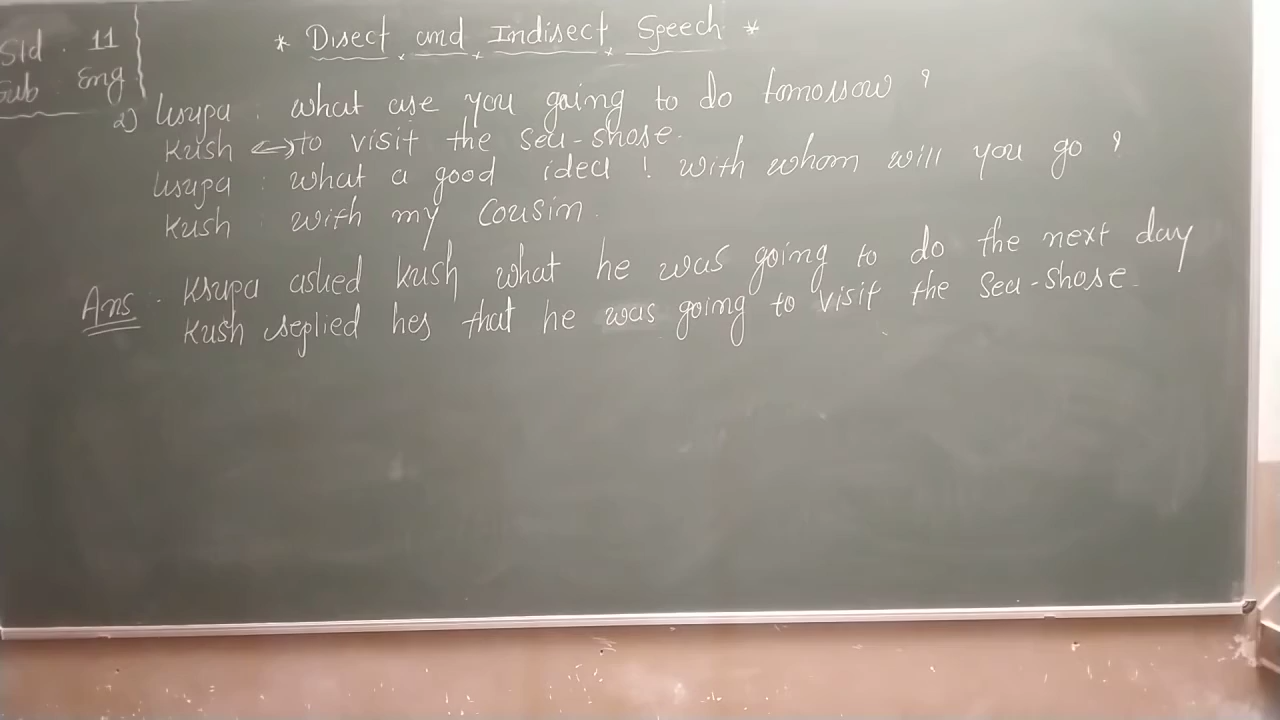 Std. 11
Sub Eng
* Direct and Indirect Speech *
2) Krupa : what are you going to do tomorrow ?
Kush ↔ to visit the sea-shore.
Krupa : what a good idea ! with whom will you go ?
Kush : with my cousin.
Ans. Krupa asked Kush what he was going to do the next day
Kush replied her that he was going to visit the sea-shore.